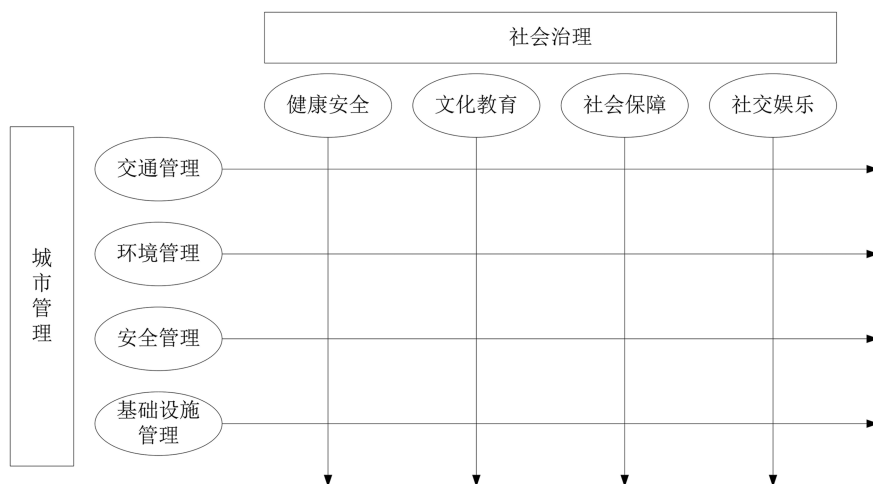 社会治理
健康安全
文化教育
社会保障
社交娱乐
城市管理
交通管理
环境管理
安全管理
基础设施
管理